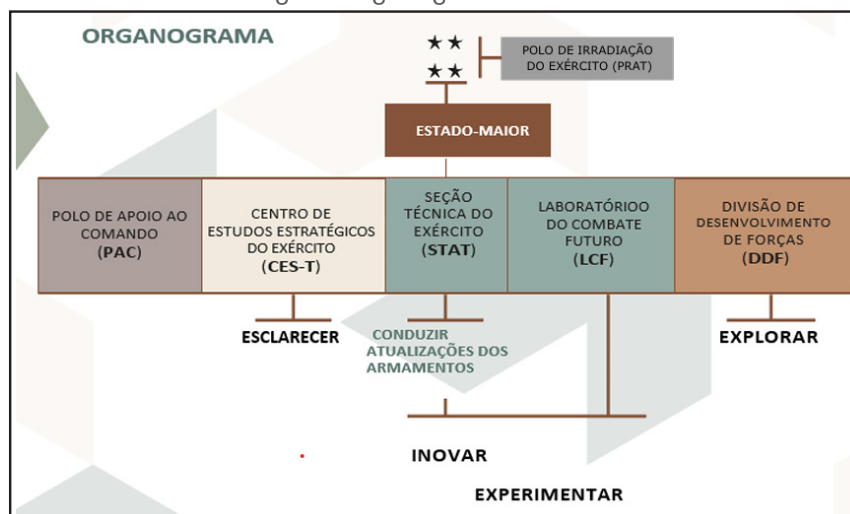 ORGANOGRAMA
POLO DE IRRADIAÇÃO
DO EXÉRCITO (PRAT)
ESTADO-MAIOR
POLO DE APOIO AO
COMANDO
(PAC)
CENTRO DE
ESTUDOS ESTRATÉGICOS
DO EXÉRCITO
(CES-T)
SEÇÃO
TÉCNICA DO
EXÉRCITO
(STAT)
LABORATÓRIOO
DO COMBATE
FUTURO
(LCF)
DIVISÃO DE
DESENVOLVIMENTO
DE FORÇAS
(DDF)
ESCLARECER
CONDUZIR
ATUALIZAÇÕES DOS
ARMAMENTOS
EXPLORAR
INOVAR
EXPERIMENTAR